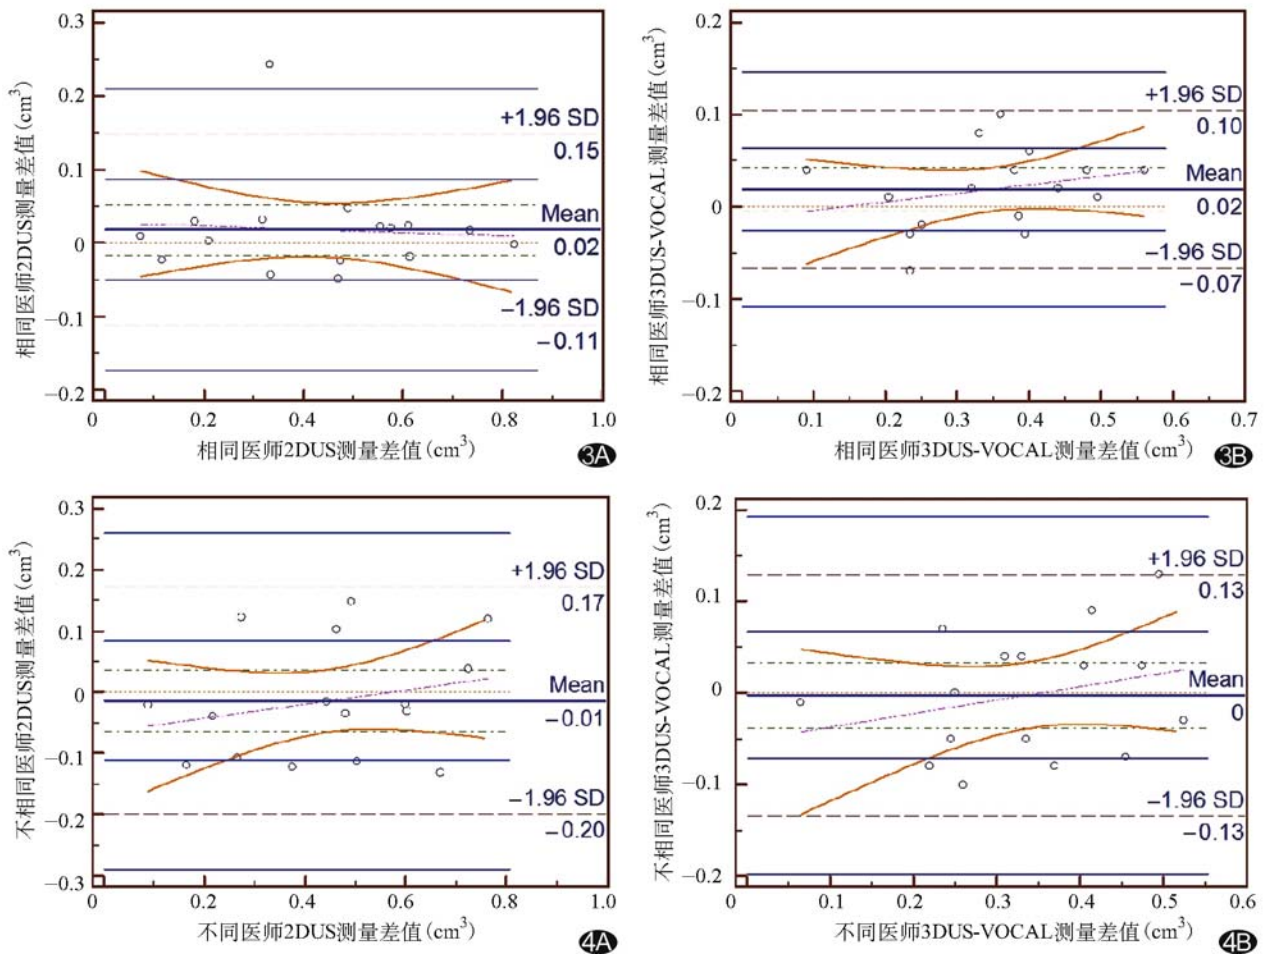 相同医师2DUS测量差值(cm³)
0.3
0.2
0.1
0
−0.1
−0.2
+1.96 SD
0.15
Mean
0.02
−1.96 SD
−0.11
0 0.2 0.4 0.6 0.8 1.0
相同医师2DUS测量差值(cm³)
3A
相同医师3DUS-VOCAL测量差值(cm³)
0.2
0.1
0
−0.1
−0.2
+1.96 SD
0.10
Mean
0.02
−1.96 SD
−0.07
0 0.1 0.2 0.3 0.4 0.5 0.6 0.7
相同医师3DUS-VOCAL测量差值(cm³)
3B
不相同医师2DUS测量差值(cm³)
0.3
0.2
0.1
0
−0.1
−0.2
−0.3
+1.96 SD
0.17
Mean
−0.01
−1.96 SD
−0.20
0 0.2 0.4 0.6 0.8 1.0
不同医师2DUS测量差值(cm³)
4A
不相同医师3DUS-VOCAL测量差值(cm³)
0.2
0.1
0
−0.1
−0.2
+1.96 SD
0.13
Mean
0
−1.96 SD
−0.13
0 0.1 0.2 0.3 0.4 0.5 0.6
不同医师3DUS-VOCAL测量差值(cm³)
4B